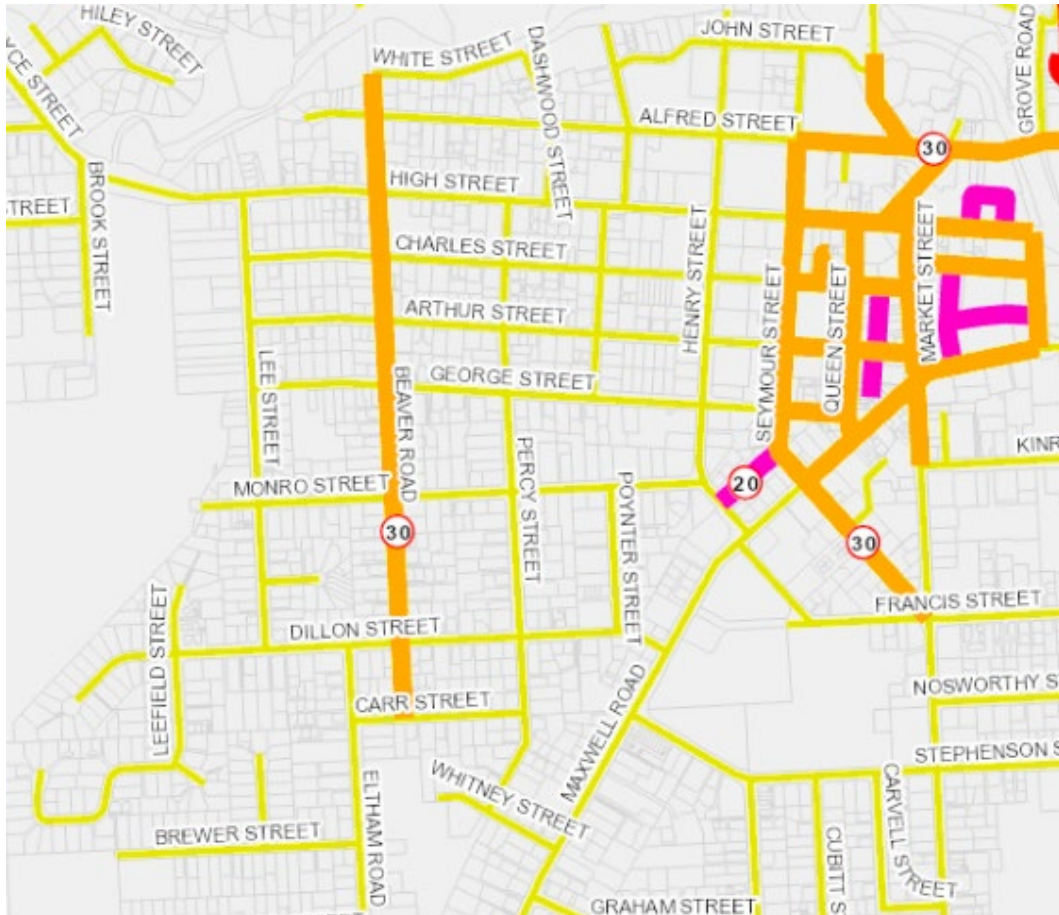 HILEY STREET
JOHN STREET
WHITE STREET
DASHWOOD STREET
GROVE ROAD
YCE STREET
ALFRED STREET
30
BROOK STREET
HIGH STREET
STREET
CHARLES STREET
HENRY STREET
SEYMOUR STREET
QUEEN STREET
MARKET STREET
ARTHUR STREET
LEE STREET
BEAVER ROAD
GEORGE STREET
PERCY STREET
KINR
MONRO STREET
POYNTER STREET
20
30
30
FRANCIS STREET
LEEFIELD STREET
DILLON STREET
CARR STREET
MAXWELL ROAD
NOSWORTHY S
STEPHENSON S
WHITNEY STREET
ELTHAM ROAD
CARVELL STREET
BREWER STREET
CUBITT S
GRAHAM STREET